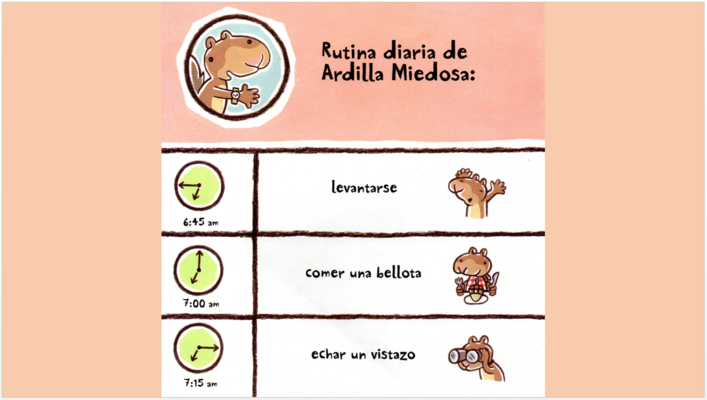 Rutina diaria de
Ardilla Miedosa:
levantarse
6:45 am
comer una bellota
7:00 am
echar un vistazo
7:15 am